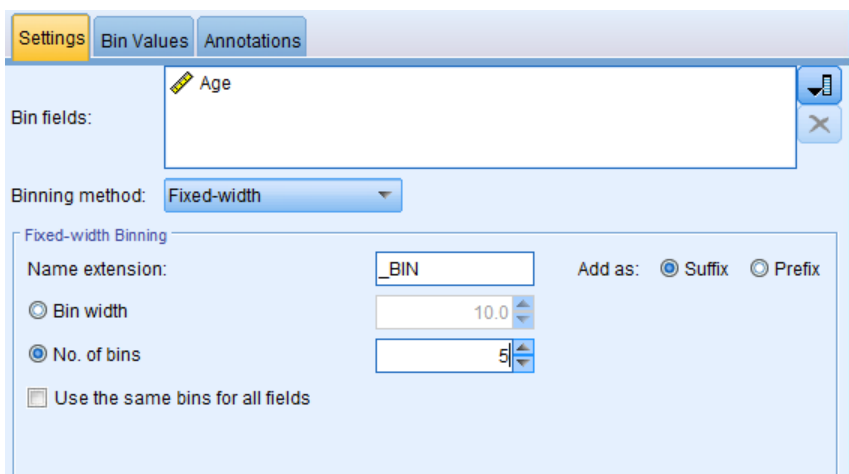 Settings Bin Values Annotations
Age
Bin fields:
Binning method: Fixed-width
Fixed-width Binning
Name extension: _BIN Add as: Suffix Prefix
Bin width 10.0
No. of bins 5
Use the same bins for all fields